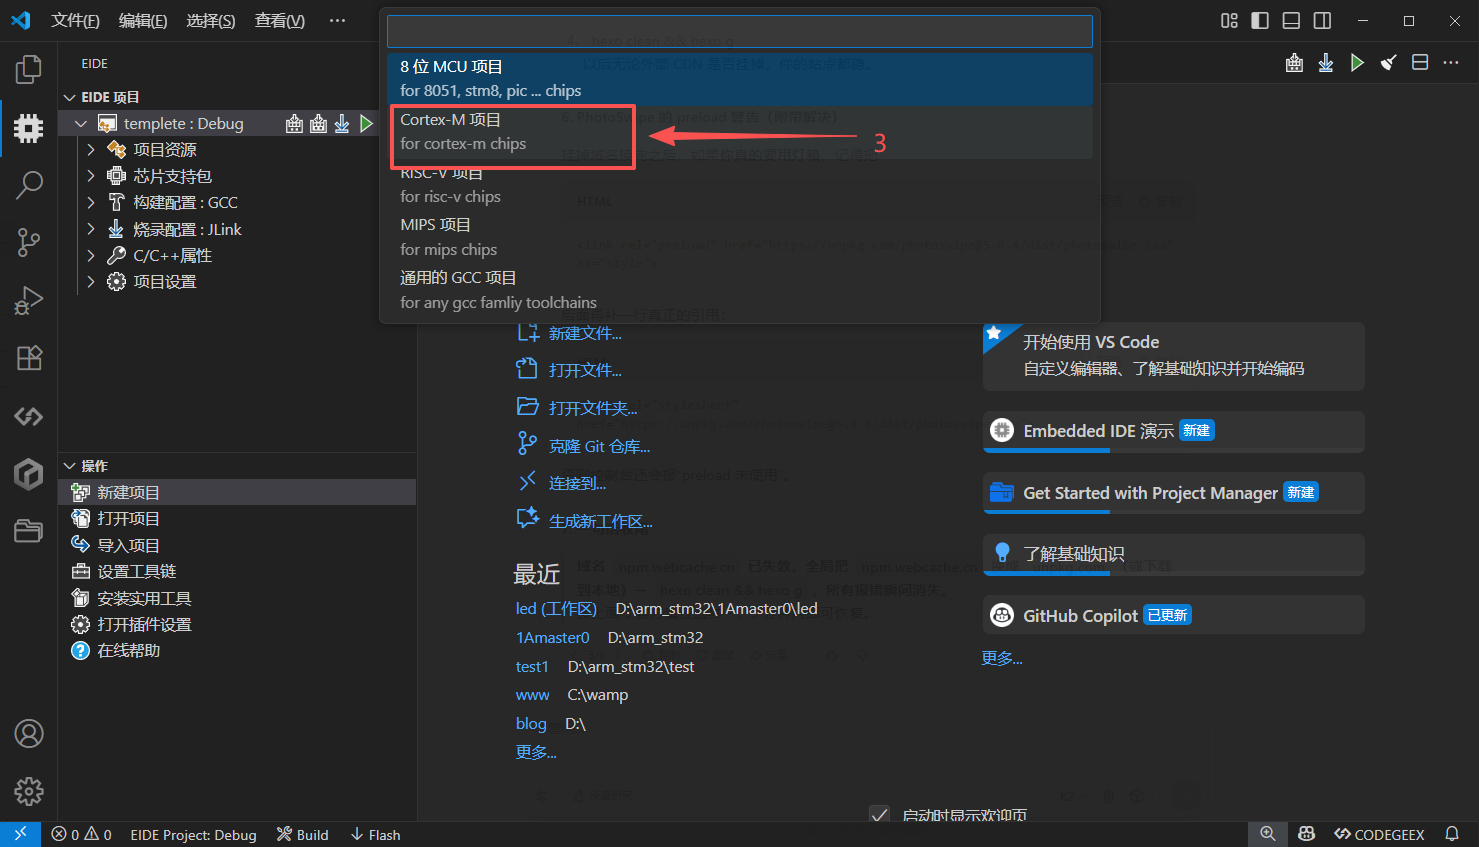 文件(F) 编辑(E) 选择(S) 查看(V) ···
EIDE
EIDE 项目
templete : Debug
项目资源
芯片支持包
构建配置 : GCC
烧录配置 : JLink
C/C++属性
项目设置
操作
新建项目
打开项目
导入项目
设置工具链
安装实用工具
打开插件设置
在线帮助
8 位 MCU 项目
for 8051, stm8, pic ... chips
Cortex-M 项目
for cortex-m chips
3
RISC-V 项目
for risc-v chips
MIPS 项目
for mips chips
通用的 GCC 项目
for any gcc famliy toolchains
新建文件...
打开文件...
打开文件夹...
克隆 Git 仓库...
连接到...
生成新工作区...
最近
led (工作区) D:\arm_stm32\1Amaster0\led
1Amaster0 D:\arm_stm32
test1 D:\arm_stm32\test
www C:\wamp
blog D:\
更多...
开始使用 VS Code
自定义编辑器、了解基础知识并开始编码
Embedded IDE 演示 新建
Get Started with Project Manager 新建
了解基础知识
GitHub Copilot 已更新
更多...
启动时显示欢迎页
0 0 EIDE Project: Debug Build Flash CODEGEEX